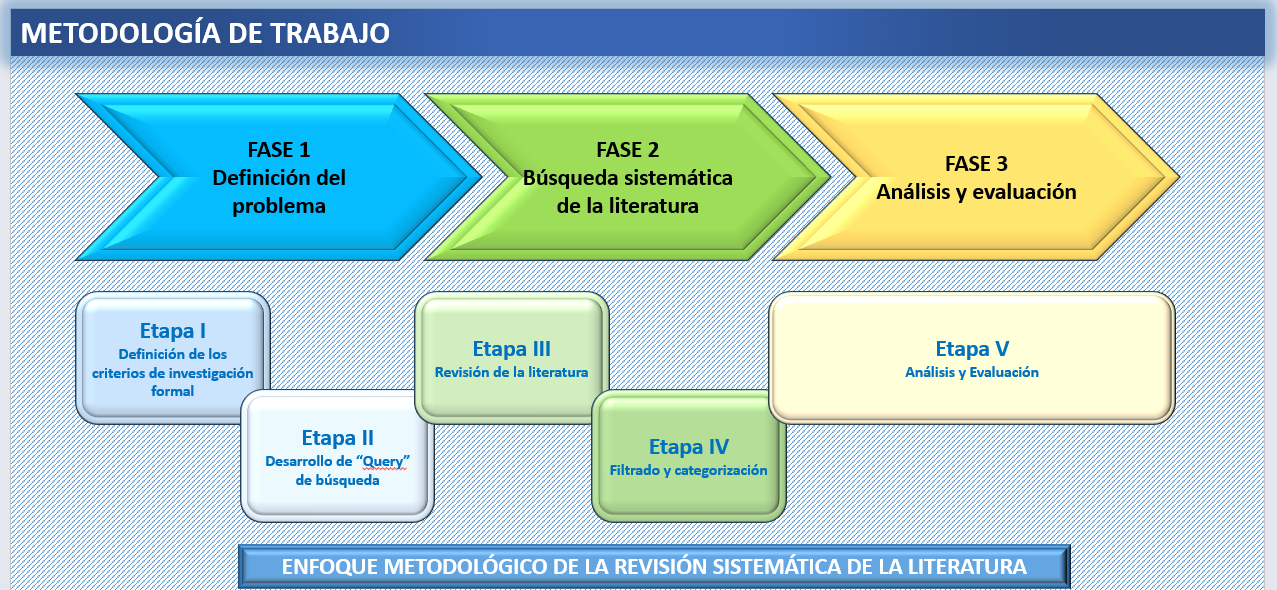 METODOLOGÍA DE TRABAJO
FASE 1
Definición del
problema
FASE 2
Búsqueda sistemática
de la literatura
FASE 3
Análisis y evaluación
Etapa I
Definición de los
criterios de investigación
formal
Etapa II
Desarrollo de “Query”
de búsqueda
Etapa III
Revisión de la literatura
Etapa IV
Filtrado y categorización
Etapa V
Análisis y Evaluación
ENFOQUE METODOLÓGICO DE LA REVISIÓN SISTEMÁTICA DE LA LITERATURA